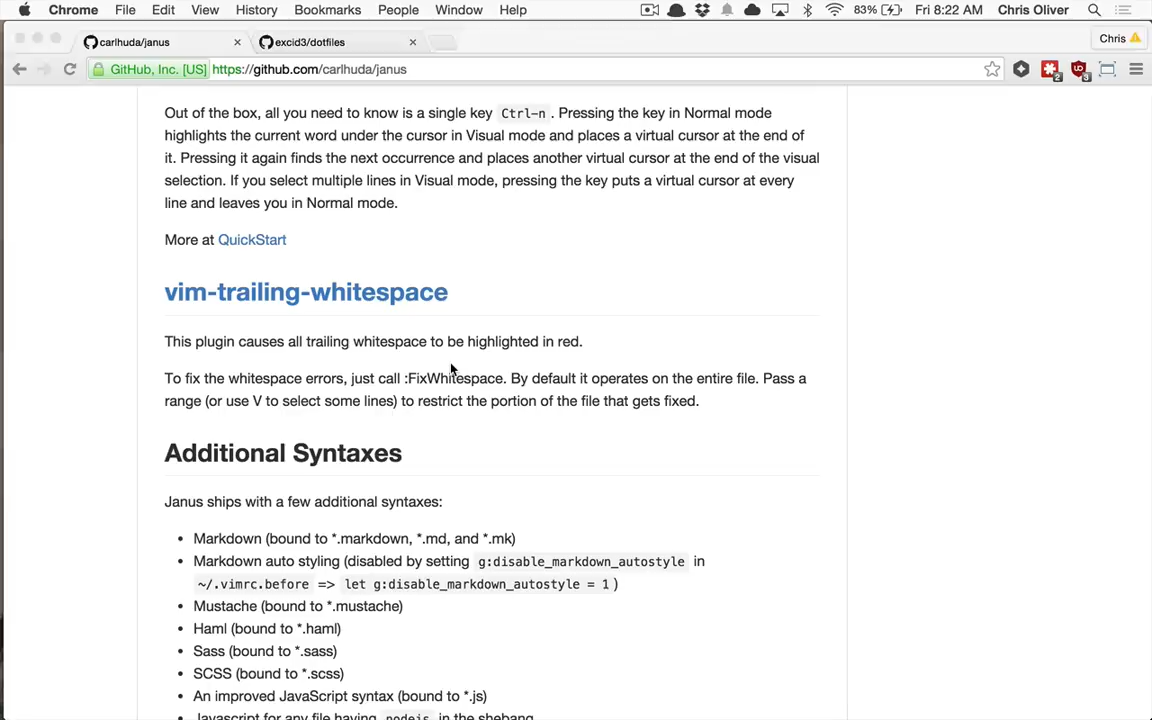 Chrome File Edit View History Bookmarks People Window Help 83% Fri 8:22 AM Chris Oliver
carlhuda/janus × excid3/dotfiles × Chris
GitHub, Inc. [US] https://github.com/carlhuda/janus 2 3
Out of the box, all you need to know is a single key Ctrl-n . Pressing the key in Normal mode
highlights the current word under the cursor in Visual mode and places a virtual cursor at the end of
it. Pressing it again finds the next occurrence and places another virtual cursor at the end of the visual
selection. If you select multiple lines in Visual mode, pressing the key puts a virtual cursor at every
line and leaves you in Normal mode.
More at QuickStart
vim-trailing-whitespace
This plugin causes all trailing whitespace to be highlighted in red.
To fix the whitespace errors, just call :FixWhitespace. By default it operates on the entire file. Pass a
range (or use V to select some lines) to restrict the portion of the file that gets fixed.
Additional Syntaxes
Janus ships with a few additional syntaxes:
• Markdown (bound to *.markdown, *.md, and *.mk)
• Markdown auto styling (disabled by setting g:disable_markdown_autostyle in
~/.vimrc.before => let g:disable_markdown_autostyle = 1 )
• Mustache (bound to *.mustache)
• Haml (bound to *.haml)
• Sass (bound to *.sass)
• SCSS (bound to *.scss)
• An improved JavaScript syntax (bound to *.js)
• Javascript for any file having nodejs in the shebang